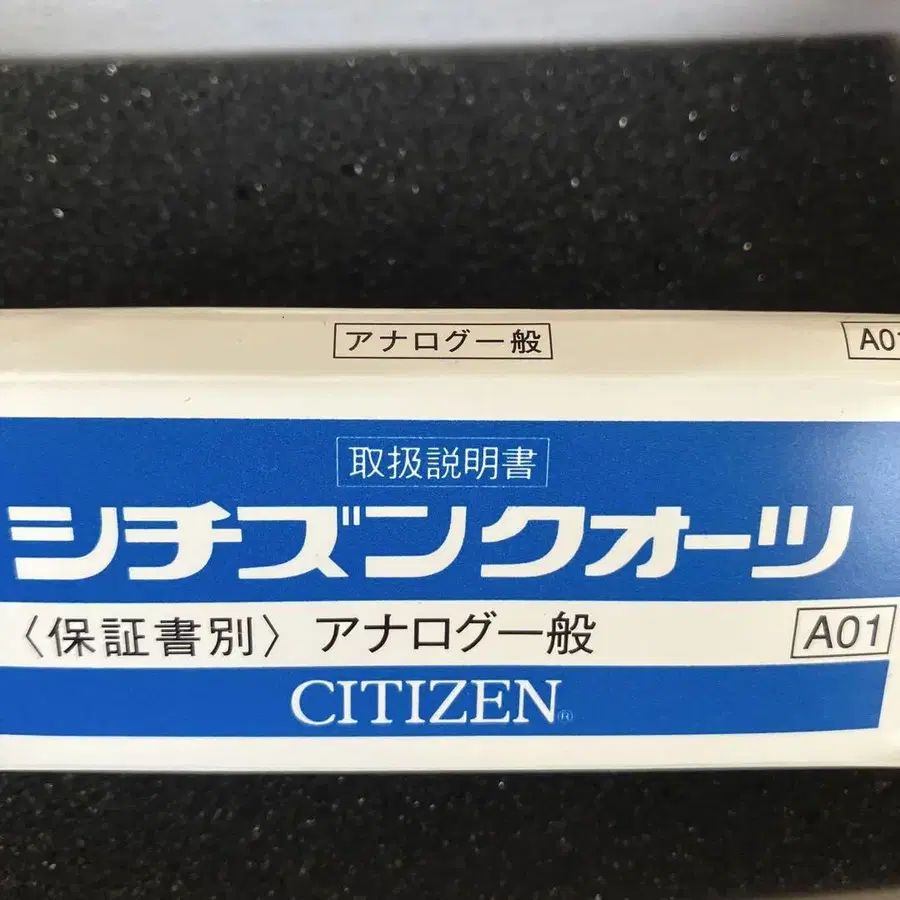 アナログ一般 A01
取扱説明書
シチズンクオーツ
〈保証書別〉アナログ一般 A01
CITIZEN®